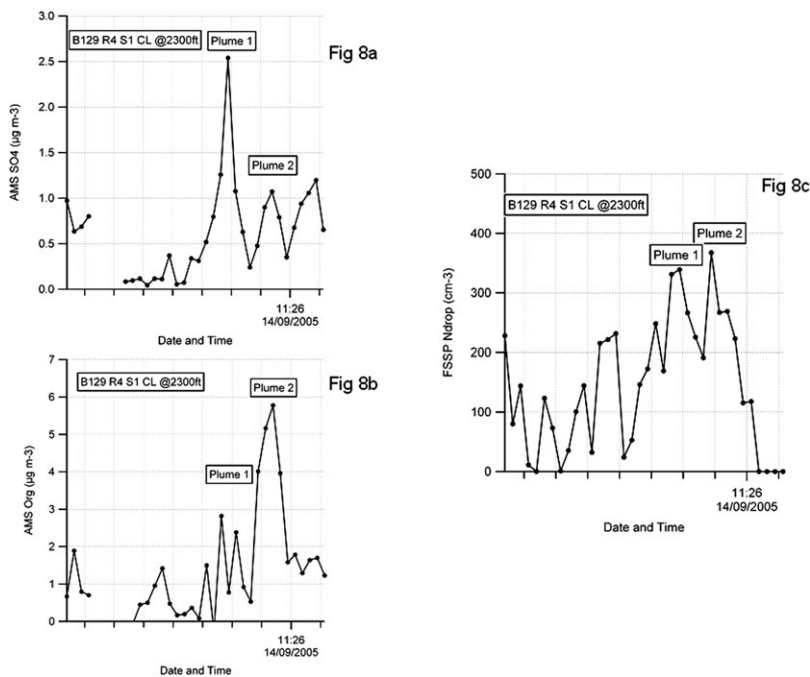 Fig 8a
B129 R4 S1 CL @2300ft
Plume 1
Plume 2
AMS SO4 (µg m-3)
3.0
2.5
2.0
1.5
1.0
0.5
0.0
11:26
14/09/2005
Date and Time
Fig 8b
B129 R4 S1 CL @2300ft
Plume 2
Plume 1
AMS Org (µg m-3)
7
6
5
4
3
2
1
0
11:26
14/09/2005
Date and Time
Fig 8c
B129 R4 S1 CL @2300ft
Plume 2
Plume 1
FSSP Ndrop (cm-3)
500
400
300
200
100
0
11:26
14/09/2005
Date and Time